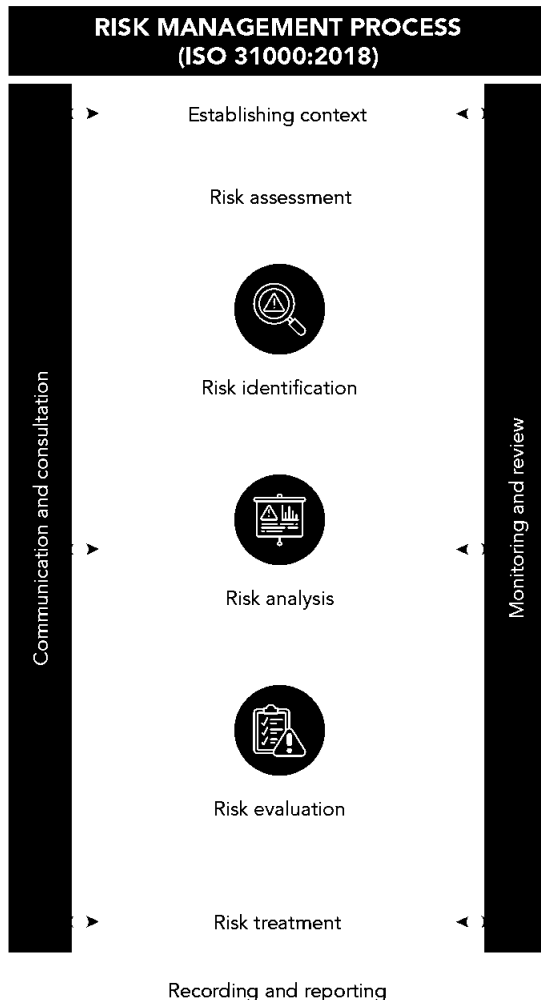 RISK MANAGEMENT PROCESS
(ISO 31000:2018)
Establishing context
Risk assessment
Risk identification
Communication and consultation
Monitoring and review
Risk analysis
Risk evaluation
Risk treatment
Recording and reporting